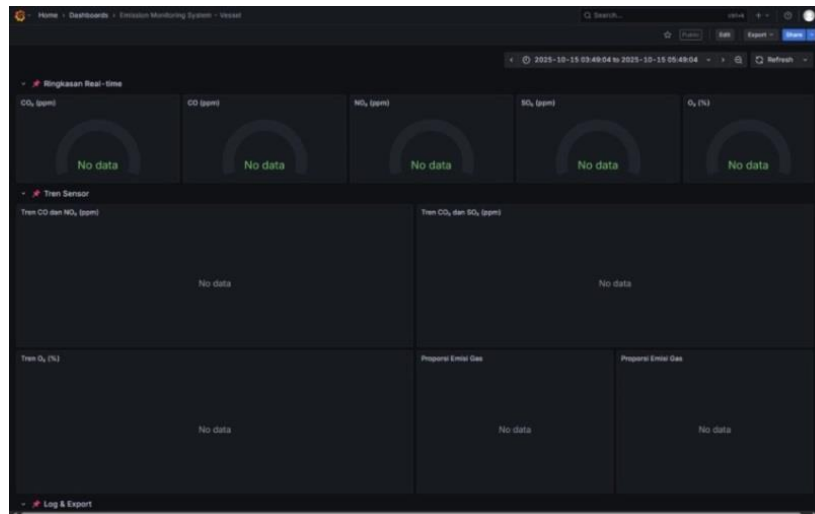 Home › Dashboards › Emission Monitoring System - Vessel
Search...
ctrl+k
Public
Edit
Export
Share
2025-10-15 03:49:04 to 2025-10-15 05:49:04
Refresh
Ringkasan Real-time
CO₂ (ppm)
CO (ppm)
NOₓ (ppm)
SO₂ (ppm)
O₂ (%)
No data
No data
No data
No data
No data
Tren Sensor
Tren CO dan NOₓ (ppm)
Tren CO₂ dan SO₂ (ppm)
No data
No data
Tren O₂ (%)
Proporsi Emisi Gas
Proporsi Emisi Gas
No data
No data
No data
Log & Export